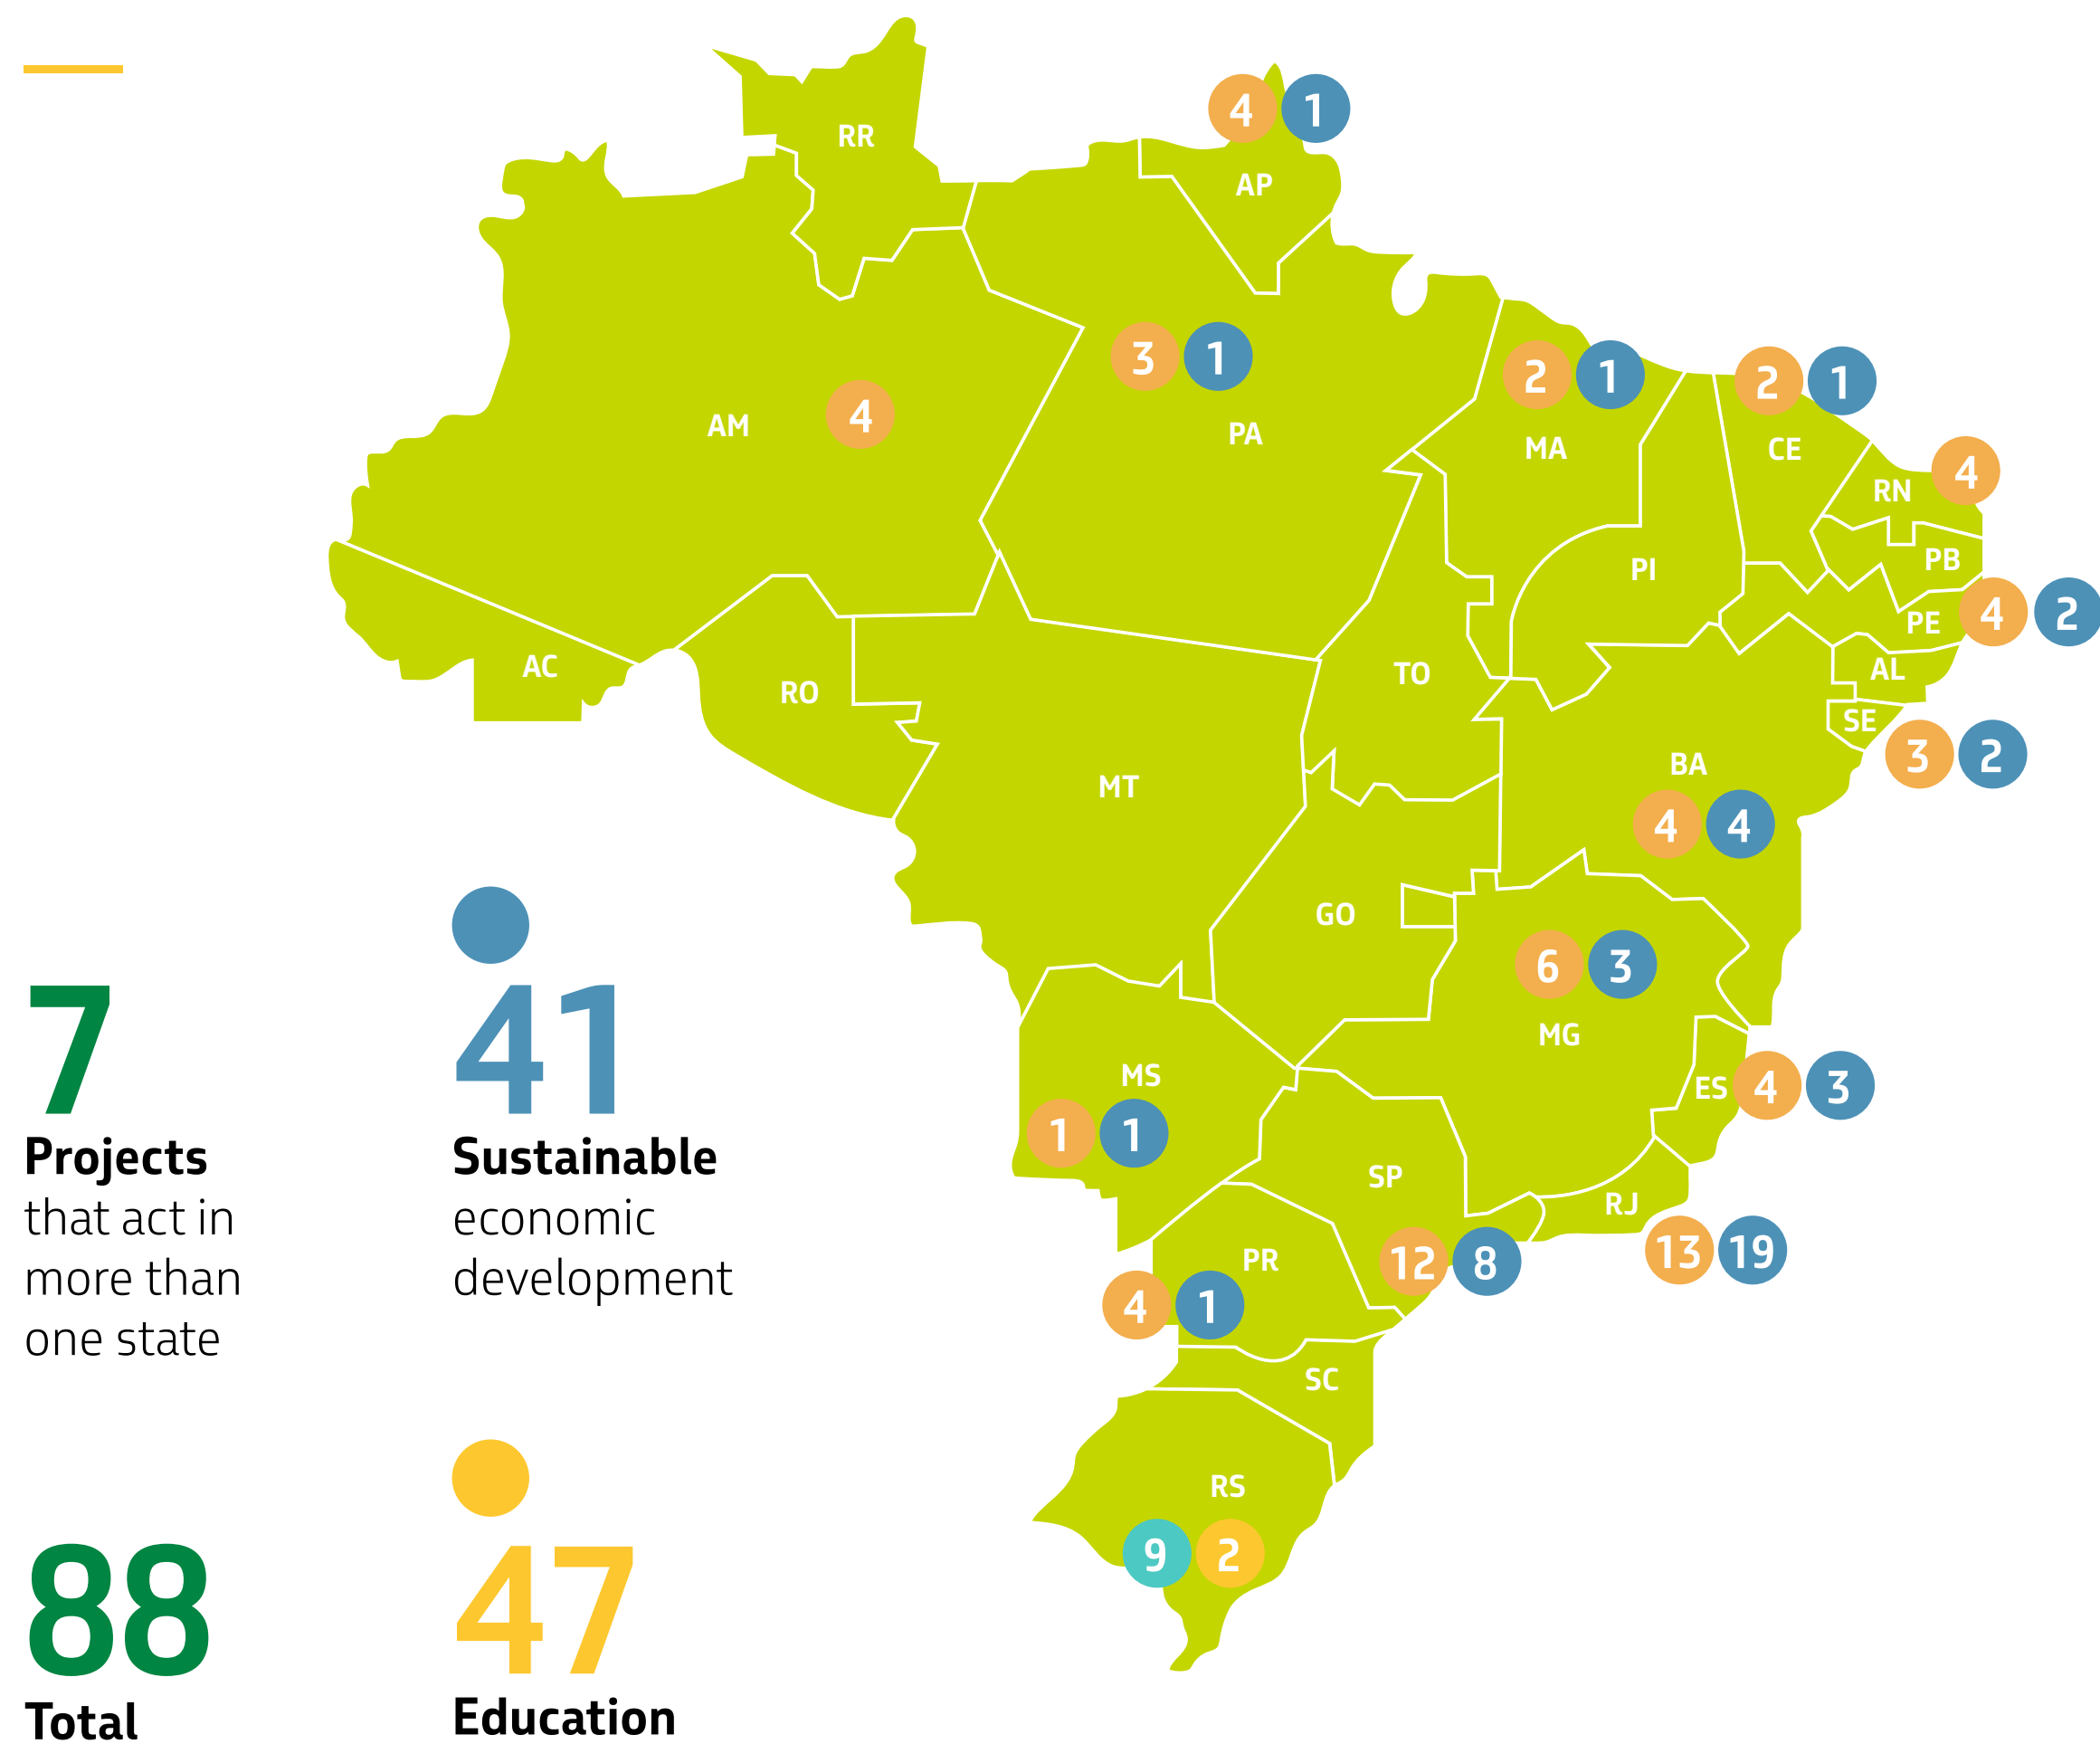 7
Projects
that act in
more than
one state
41
Sustainable
economic
development
88
Total
47
Education
RR
4 1
AP
3 1
2 1
2 1
AM 4
PA
MA
CE
4
RN
PB
PI
4 2
PE
AC
AL
TO
RO
SE
3 2
BA
MT
4 4
GO
6 3
MG
MS
ES 4 3
1 1
SP
RJ
13 19
PR
12 8
4 1
SC
RS
9 2